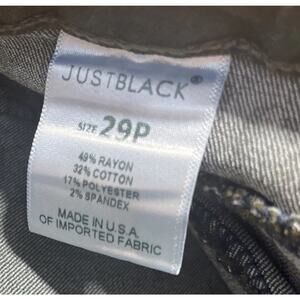 JUSTBLACK®
SIZE 29P
49% RAYON
32% COTTON
17% POLYESTER
2% SPANDEX
MADE IN U.S.A.
OF IMPORTED FABRIC